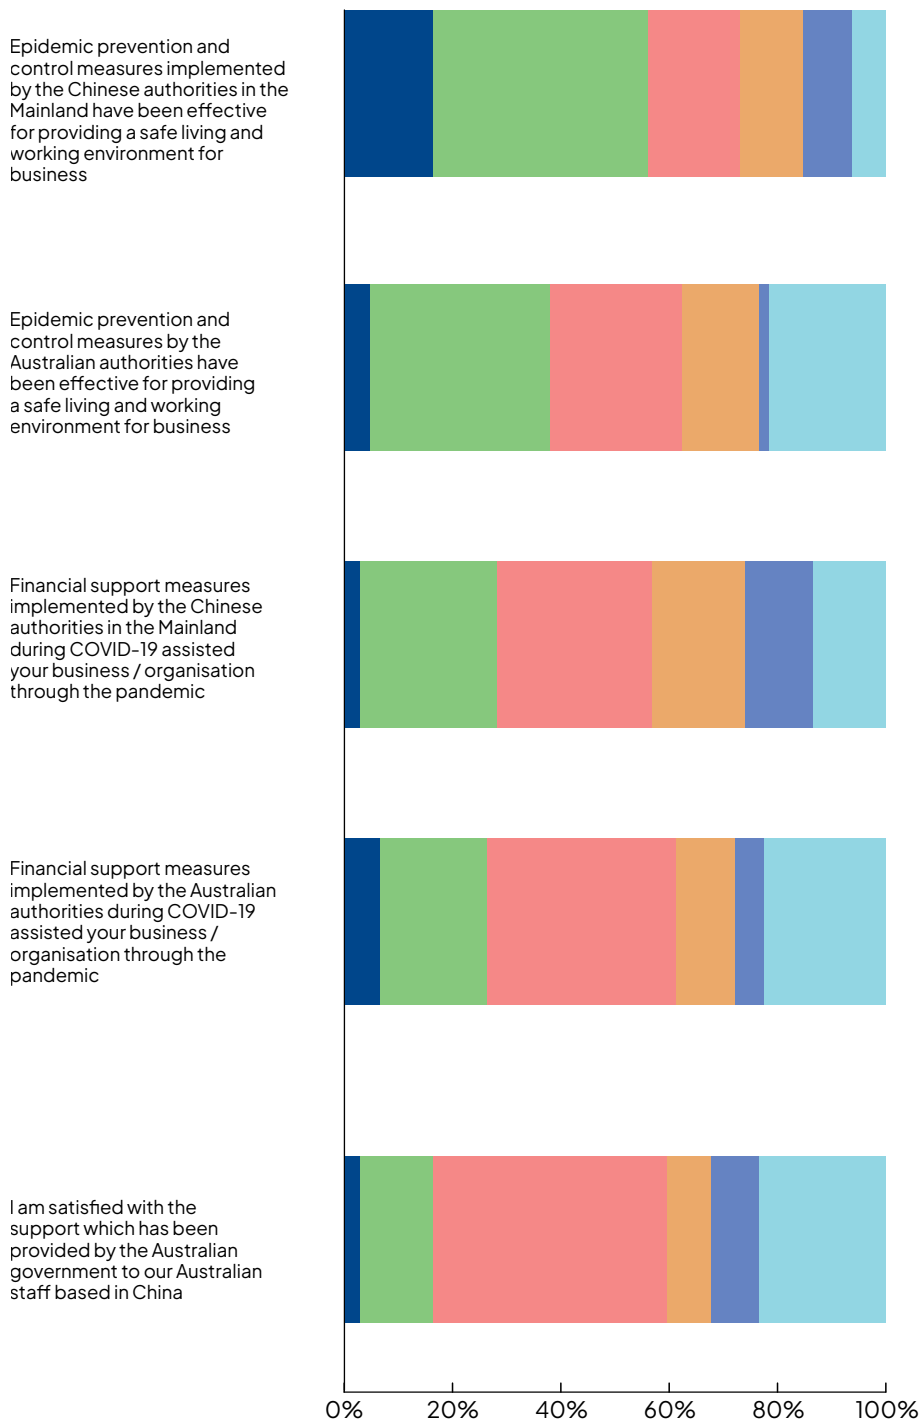 Epidemic prevention and
control measures implemented
by the Chinese authorities in the
Mainland have been effective
for providing a safe living and
working environment for
business
Epidemic prevention and
control measures by the
Australian authorities have
been effective for providing
a safe living and working
environment for business
Financial support measures
implemented by the Chinese
authorities in the Mainland
during COVID-19 assisted
your business / organisation
through the pandemic
Financial support measures
implemented by the Australian
authorities during COVID-19
assisted your business /
organisation through the
pandemic
I am satisfied with the
support which has been
provided by the Australian
government to our Australian
staff based in China
0% 20% 40% 60% 80% 100%